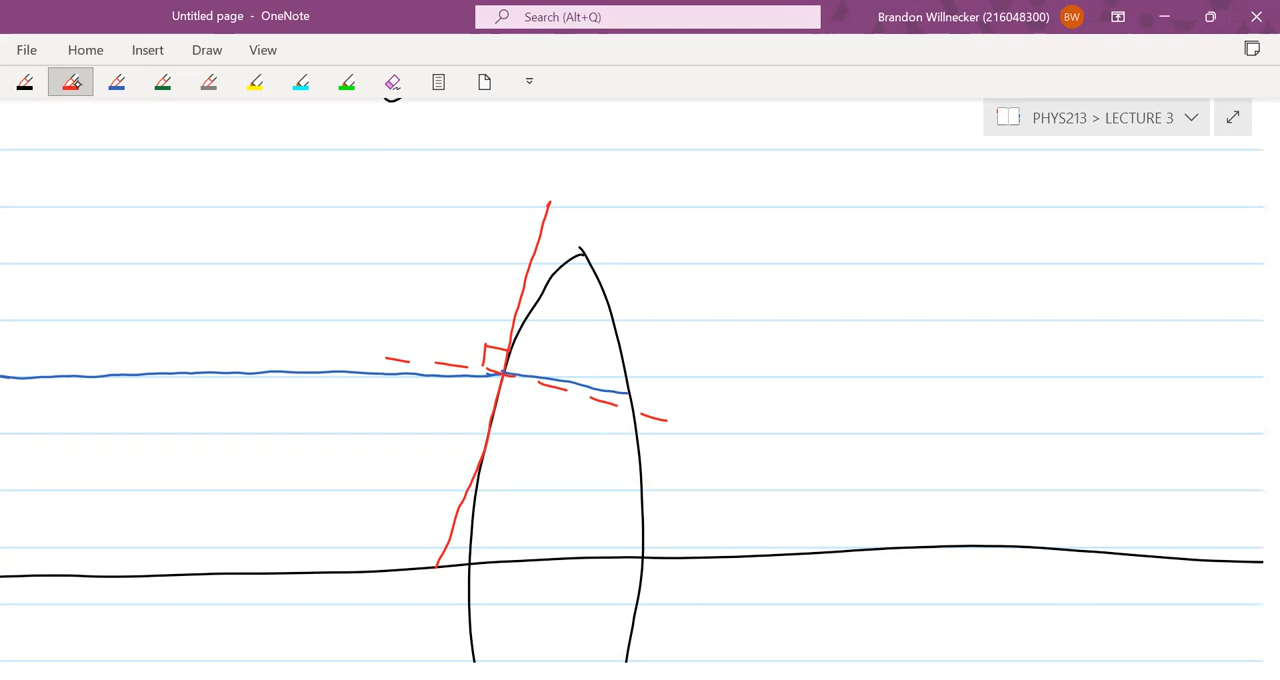 Untitled page - OneNote
Search (Alt+Q)
Brandon Willnecker (216048300)
BW
File
Home
Insert
Draw
View
PHYS213 > LECTURE 3